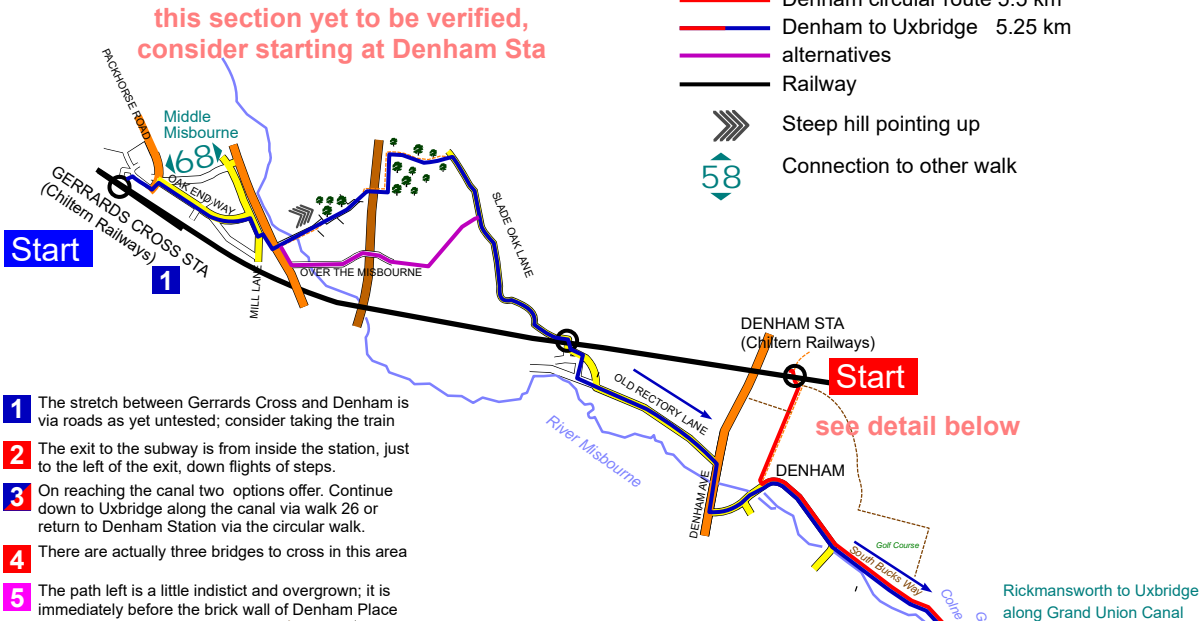 this section yet to be verified,
consider starting at Denham Sta
Denham circular route 5.5 km
Denham to Uxbridge 5.25 km
alternatives
Railway
Steep hill pointing up
58
Connection to other walk
PACKHORSE ROAD
Middle
Misbourne
68
OAK END WAY
GERRARDS CROSS STA
(Chiltern Railways)
Start
1
MILL LANE
OVER THE MISBOURNE
SLADE OAK LANE
DENHAM STA
(Chiltern Railways)
Start
see detail below
OLD RECTORY LANE
River Misbourne
DENHAM AVE
DENHAM
Golf Course
South Bucks Way
Colne
G
Rickmansworth to Uxbridge
along Grand Union Canal
1 The stretch between Gerrards Cross and Denham is
via roads as yet untested; consider taking the train
2 The exit to the subway is from inside the station, just
to the left of the exit, down flights of steps.
3 On reaching the canal two options offer. Continue
down to Uxbridge along the canal via walk 26 or
return to Denham Station via the circular walk.
4 There are actually three bridges to cross in this area
5 The path left is a little indistict and overgrown; it is
immediately before the brick wall of Denham Place